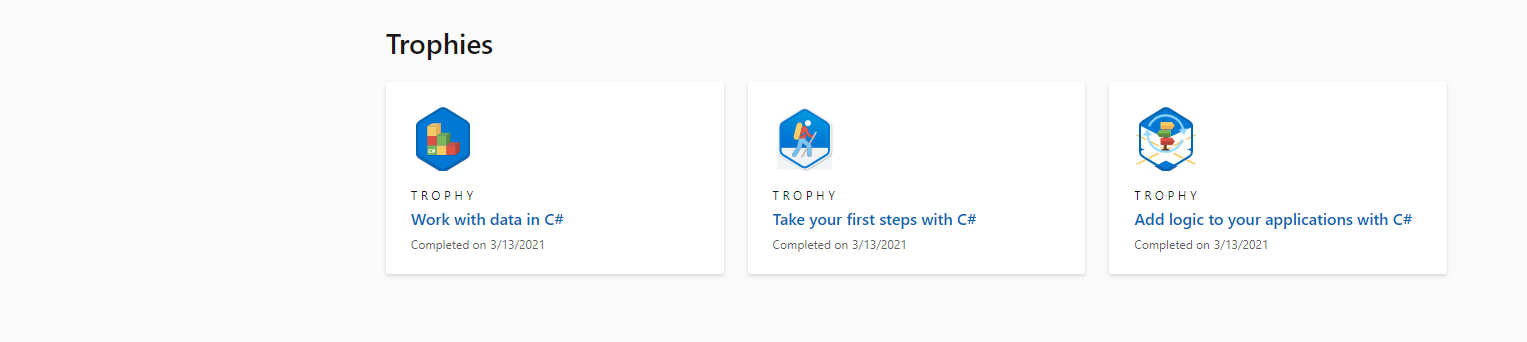 Trophies
TROPHY
Work with data in C#
Completed on 3/13/2021
TROPHY
Take your first steps with C#
Completed on 3/13/2021
TROPHY
Add logic to your applications with C#
Completed on 3/13/2021